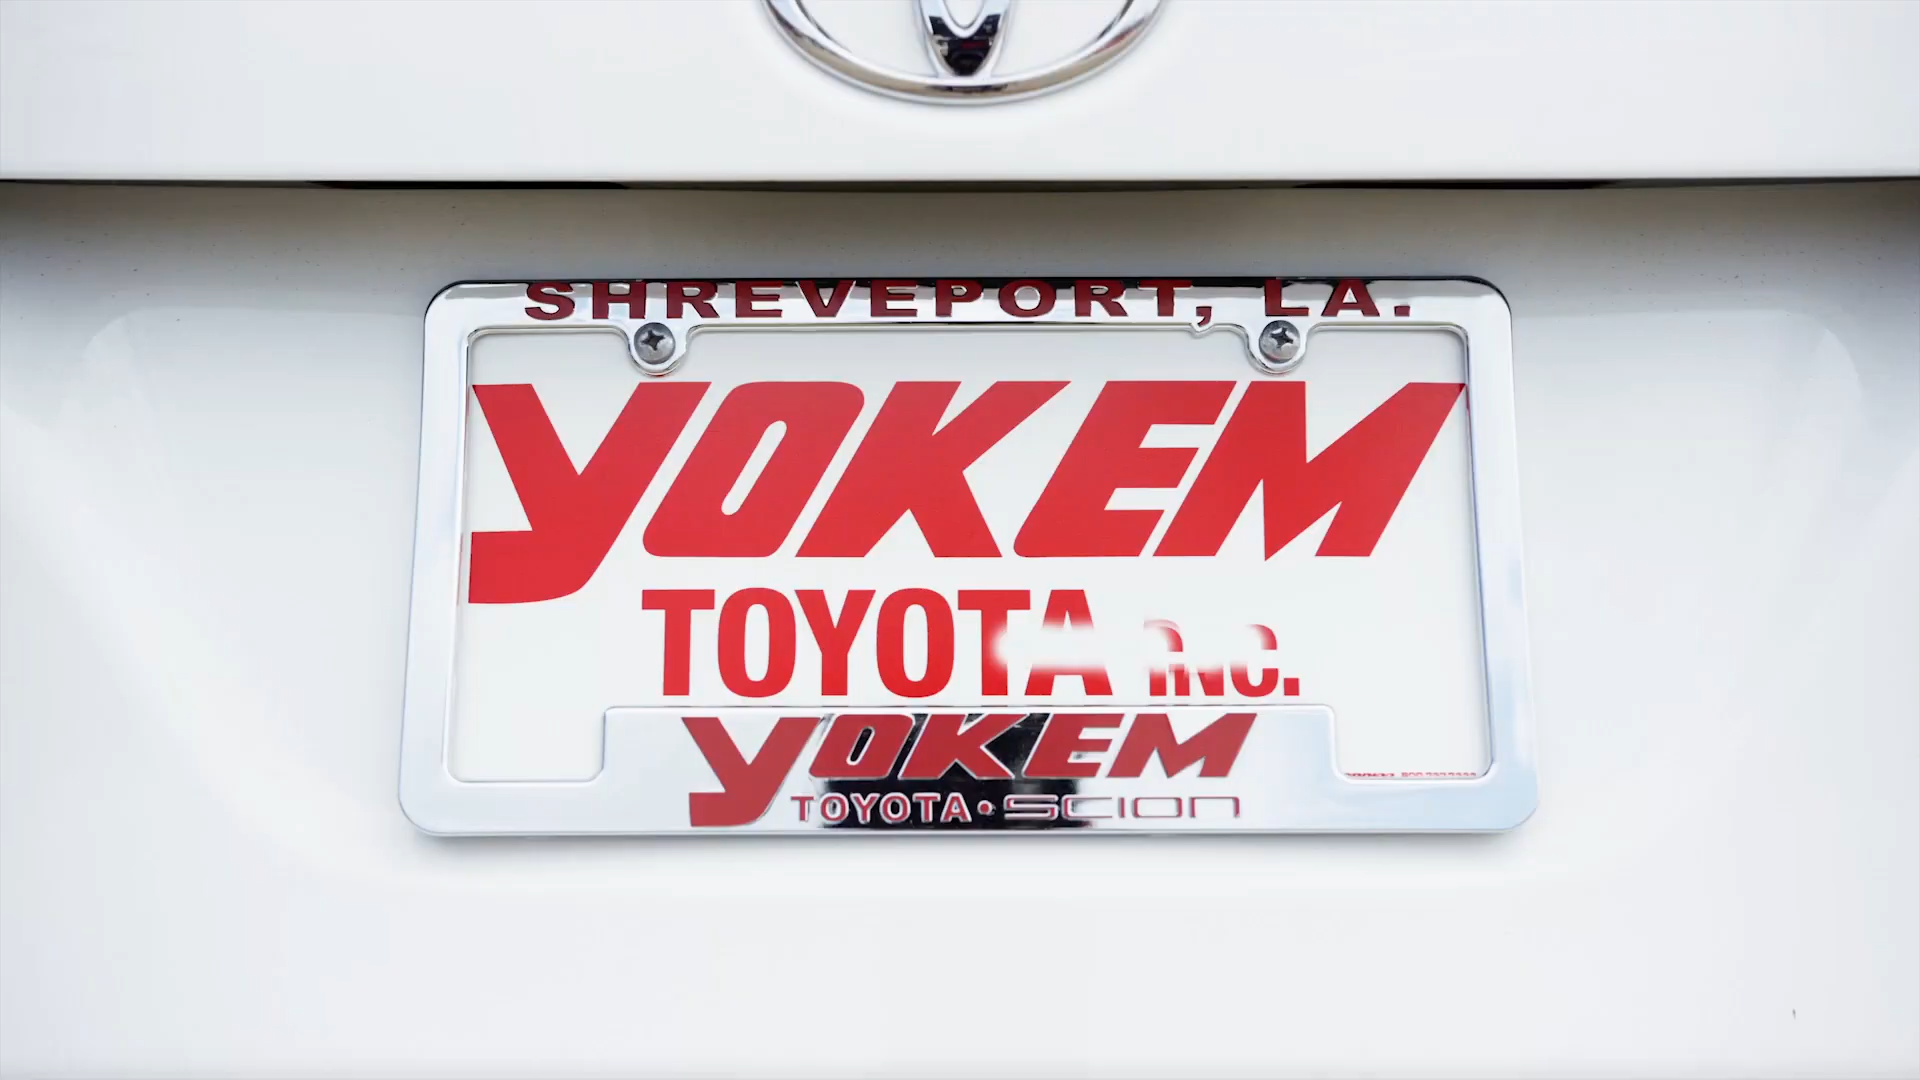 SHREVEPORT, LA.
YOKEM
TOYOTA INC.
YOKEM
TOYOTA • SCION